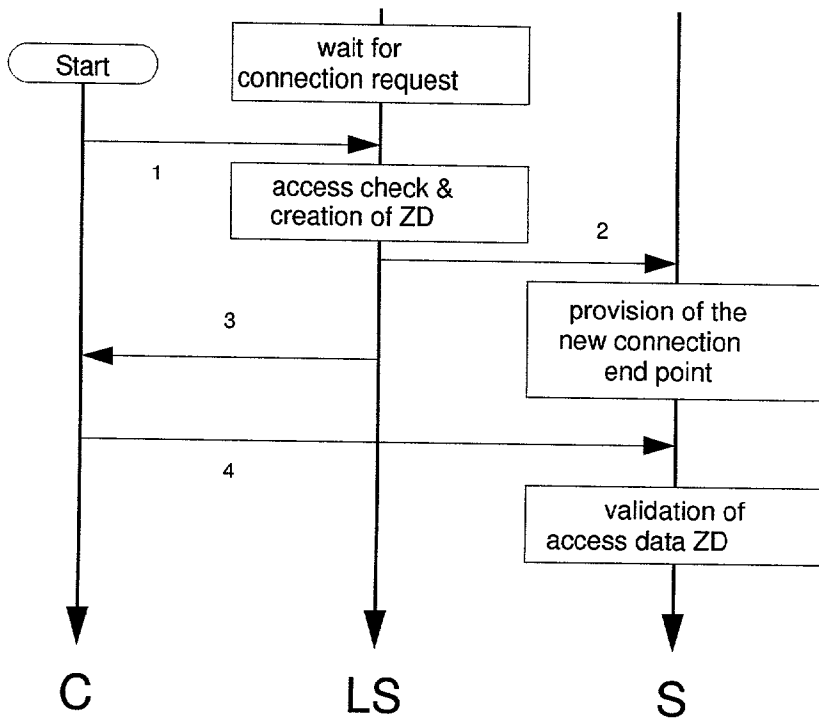 wait for
connection request
Start
1
access check &
creation of ZD
2
provision of the
new connection
end point
3
4
validation of
access data ZD
C
LS
S